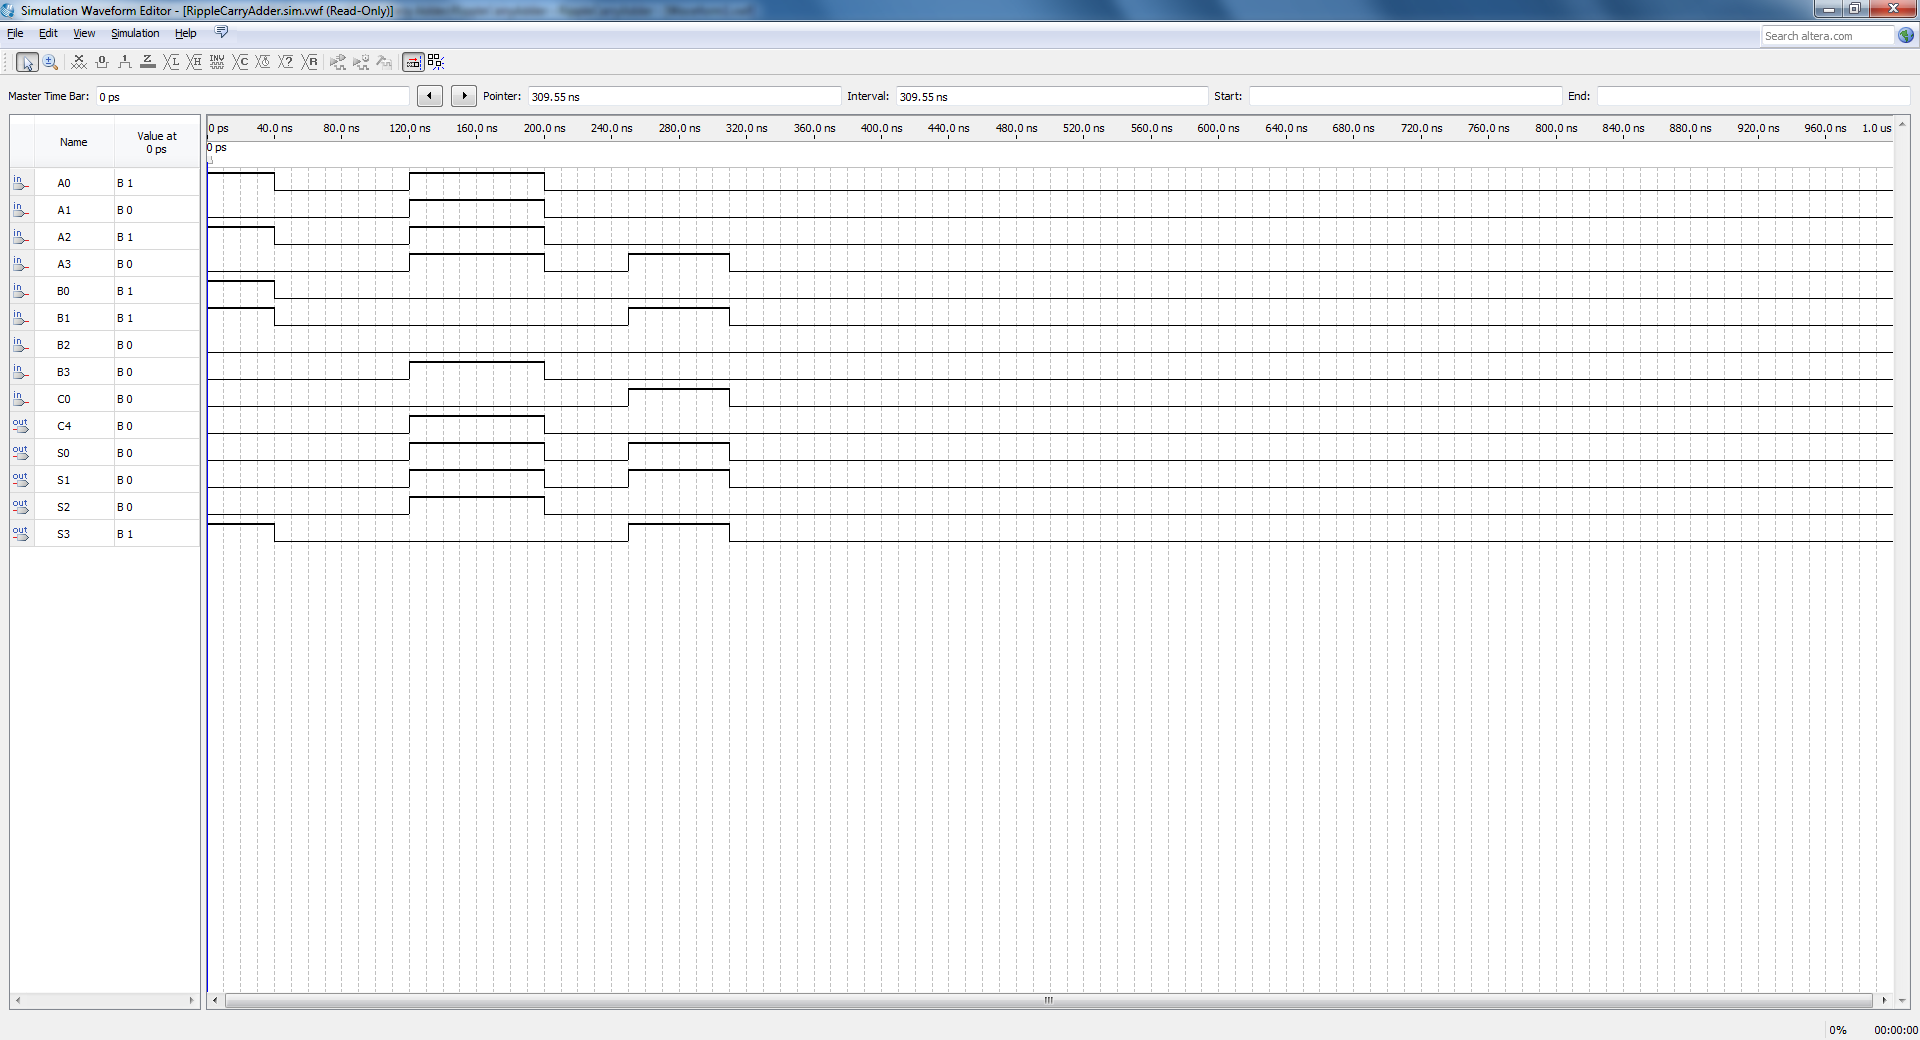 Simulation Waveform Editor - [RippleCarryAdder.sim.vwf (Read-Only)]
File Edit View Simulation Help
Search altera.com
Master Time Bar: 0 ps Pointer: 309.55 ns Interval: 309.55 ns Start: End:
Name Value at 0 ps
0 ps 40.0 ns 80.0 ns 120.0 ns 160.0 ns 200.0 ns 240.0 ns 280.0 ns 320.0 ns 360.0 ns 400.0 ns 440.0 ns 480.0 ns 520.0 ns 560.0 ns 600.0 ns 640.0 ns 680.0 ns 720.0 ns 760.0 ns 800.0 ns 840.0 ns 880.0 ns 920.0 ns 960.0 ns 1.0 us
0 ps
in A0 B 1
in A1 B 0
in A2 B 1
in A3 B 0
in B0 B 1
in B1 B 1
in B2 B 0
in B3 B 0
in C0 B 0
out C4 B 0
out S0 B 0
out S1 B 0
out S2 B 0
out S3 B 1
0% 00:00:00